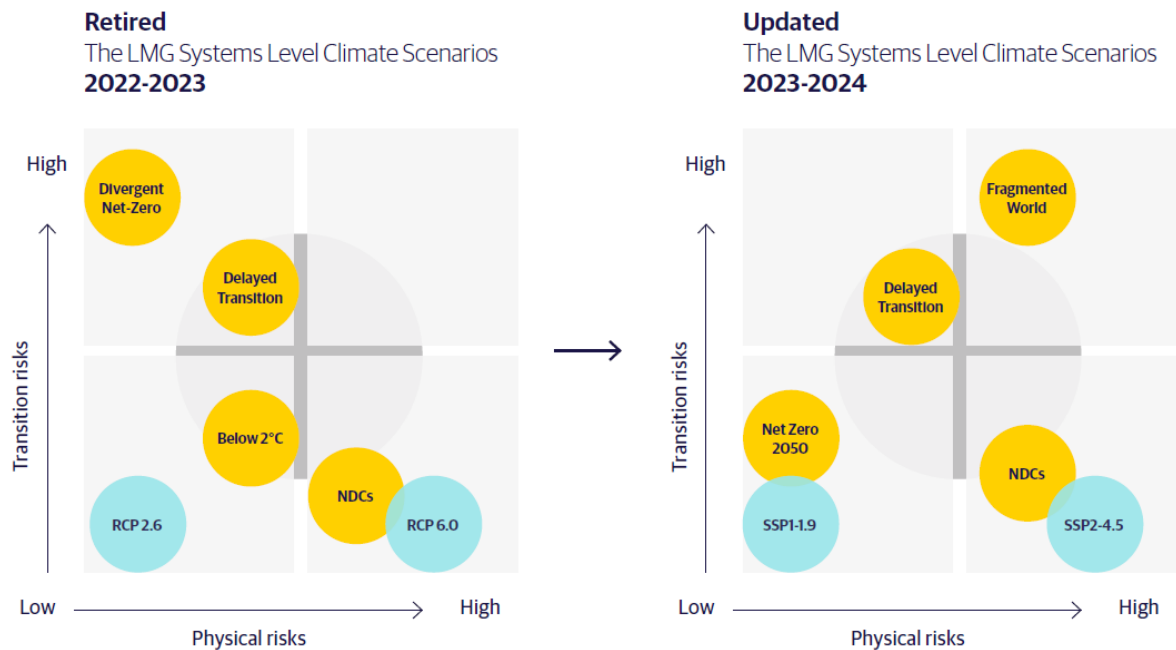 Retired
The LMG Systems Level Climate Scenarios
2022-2023
High
Divergent
Net-Zero
Delayed
Transition
Transition risks
Below 2°C
NDCs
RCP 2.6
RCP 6.0
Low
High
Physical risks
Updated
The LMG Systems Level Climate Scenarios
2023-2024
High
Fragmented
World
Delayed
Transition
Transition risks
Net Zero
2050
NDCs
SSP1-1.9
SSP2-4.5
Low
High
Physical risks